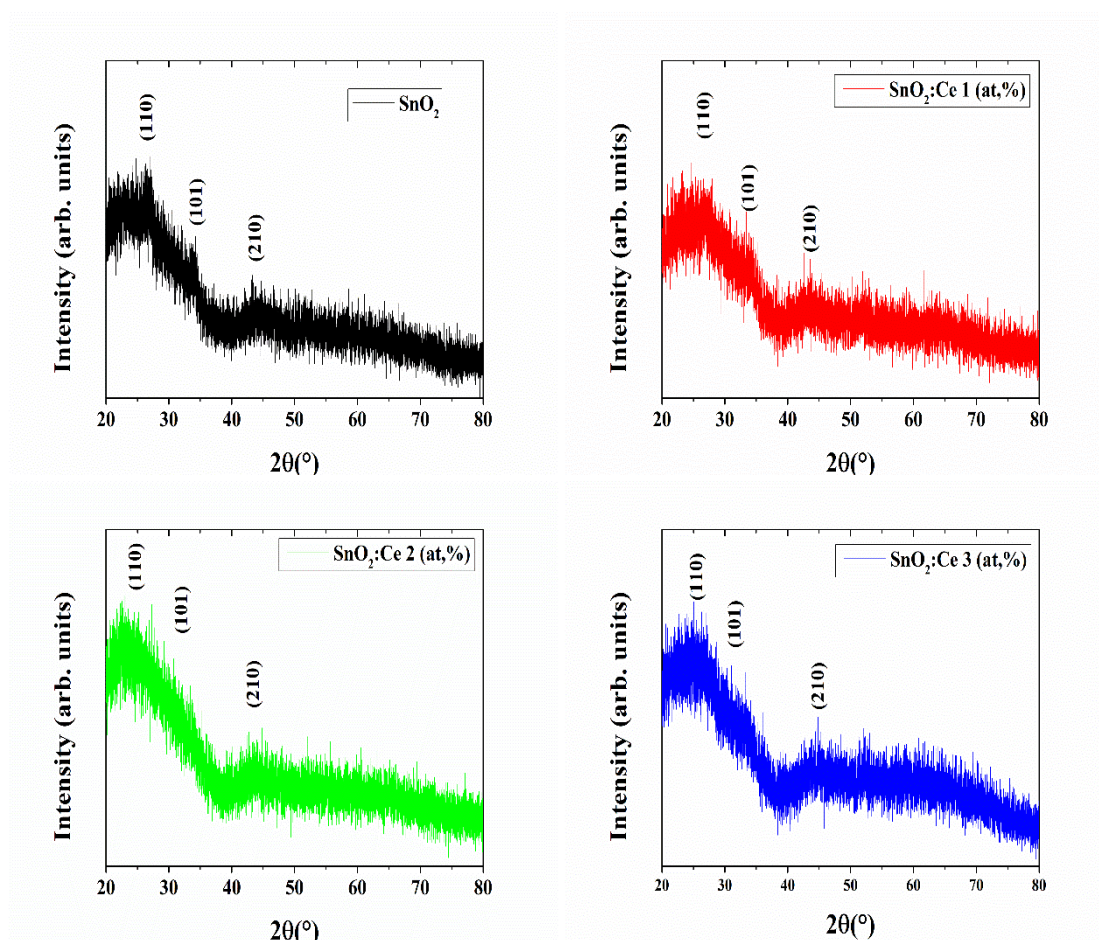 SnO₂
(110)
(101)
(210)
Intensity (arb. units)
20 30 40 50 60 70 80
2θ(°)
SnO₂:Ce 1 (at,%)
(110)
(101)
(210)
Intensity (arb. units)
20 30 40 50 60 70 80
2θ(°)
SnO₂:Ce 2 (at,%)
(110)
(101)
(210)
Intensity (arb. units)
20 30 40 50 60 70 80
2θ(°)
SnO₂:Ce 3 (at,%)
(110)
(101)
(210)
Intensity (arb. units)
20 30 40 50 60 70 80
2θ(°)